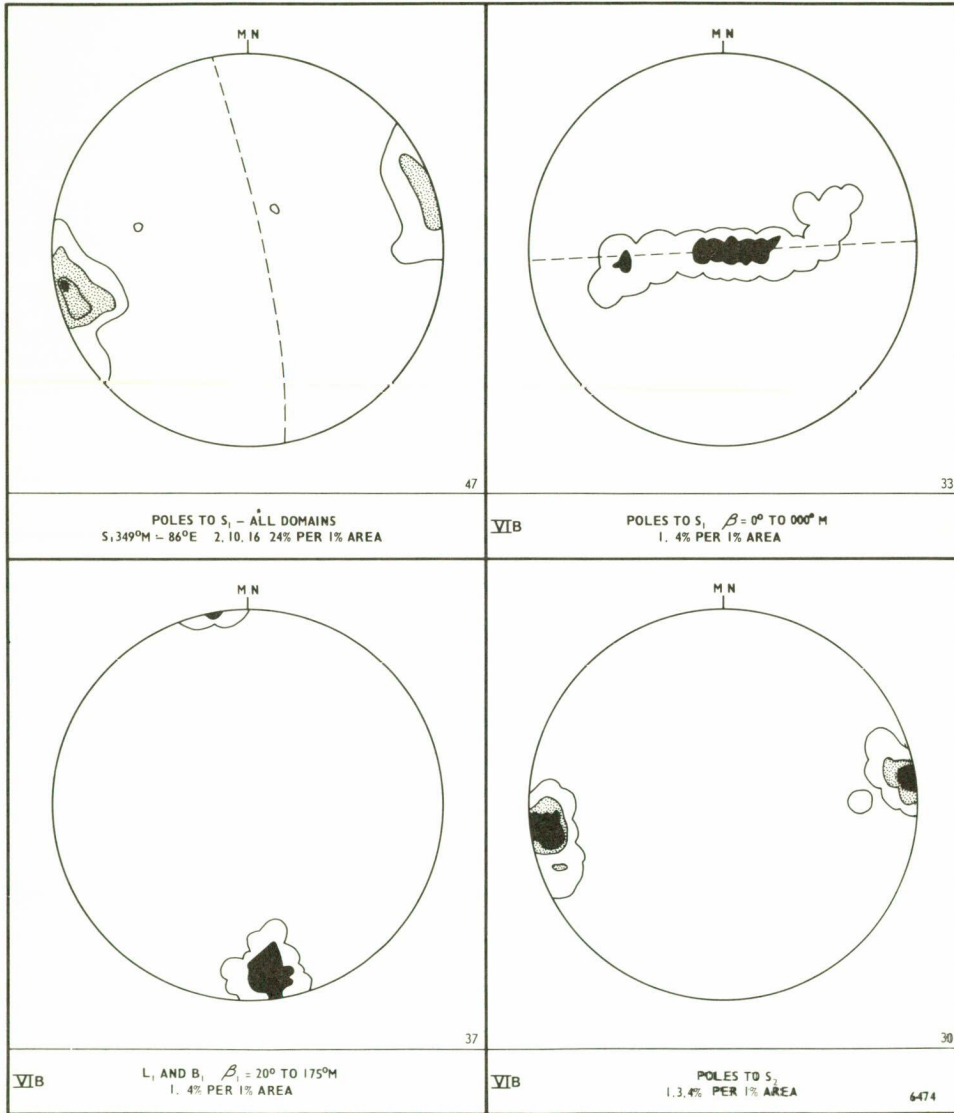 M N
47
POLES TO S₁ – ALL DOMAINS
S₁ 349°M – 86°E 2, 10, 16 24% PER 1% AREA
M N
33
VIB
POLES TO S₁ β = 0° TO 000° M
1. 4% PER 1% AREA
M N
37
VIB
L₁ AND B₁ β₁ = 20° TO 175°M
1. 4% PER 1% AREA
M N
30
VIB
POLES TO S₂
1.3.4% PER 1% AREA
6474